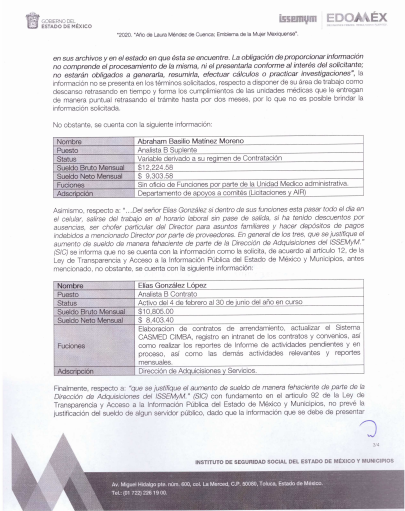 GOBIERNO DEL
ESTADO DE MÉXICO
issemym
EDOMÉX
"2020. "Año de Laura Méndez de Cuenca; Emblema de la Mujer Mexiquense".
en sus archivos y en el estado en que ésta se encuentre. La obligación de proporcionar información
no comprende el procesamiento de la misma, ni el presentarla conforme al interés del solicitante;
no estarán obligados a generarla, resumirla, efectuar cálculos o practicar investigaciones", la
información no se presenta en los términos solicitados, respecto a disponer de su área de trabajo como
descanso retrasando en tiempo y forma los cumplimientos de las unidades medicas que le entregan
de manera puntual retrasando el trámite hasta por dos meses, por lo que no es posible brindar la
información solicitada.
No obstante, se cuenta con la siguiente información:
Nombre Abraham Basilio Matínez Moreno
Puesto Analista B Suplente
Status Variable derivado a su regimen de Contratación
Sueldo Bruto Mensual $12,224.58
Sueldo Neto Mensual $ 9,303.58
Fuciones Sin oficio de Funciones por parte de la Unidad Medico administrativa.
Adscripción Departamento de apoyos a comités (Licitaciones y AIR)
Asimismo, respecto a: "....Del señor Elias González si dentro de sus funciones esta pasar todo el día en
el celular, salirse del trabajo en el horario laboral sin pase de salida, si ha tenido descuentos por
ausencias, ser chofer particular del Director para asuntos familiares y hacer depósitos de pagos
indebidos a mencionado Director por parte de proveedores. En general de los tres, que se justifique el
aumento de sueldo de manera fehaciente de parte de la Dirección de Adquisiciones del ISSEMyM."
(SIC) se informa que no se cuenta con la información como la solicita, de acuerdo al artículo 12, de la
Ley de Transparencia y Acceso a la Información Pública del Estado de México y Municipios, antes
mencionado, no obstante, se cuenta con la siguiente información:
Nombre Elias González López
Puesto Analista B Contrato
Status Activo del 4 de febrero al 30 de junio del año en curso
Sueldo Bruto Mensual $10,805.00
Sueldo Neto Mensual $ 8,403.40
Fuciones Elaboracion de contratos de arrendamiento, actualizar el Sistema
CASMED CIMBA, registro en intranet de los contratos y convenios, así
como realizar los reportes de Informe de actividades pendientes y en
proceso, así como las demás actividades relevantes y reportes
mensuales.
Adscripción Dirección de Adquisiciones y Servicios.
Finalmente, respecto a: "que se justifique el aumento de sueldo de manera fehaciente de parte de la
Dirección de Adquisiciones del ISSEMyM." (SIC) con fundamento en el artículo 92 de la Ley de
Transparencia y Acceso a la Información Pública del Estado de México y Municipios, no prevé la
justificación del sueldo de algun servidor público, dado que la información que se debe de presentar
INSTITUTO DE SEGURIDAD SOCIAL DEL ESTADO DE MÉXICO Y MUNICIPIOS
Av. Miguel Hidalgo pte. núm. 600, col. La Merced, C.P. 50080, Toluca, Estado de México.
Tel.: (01 722) 226 19 00.